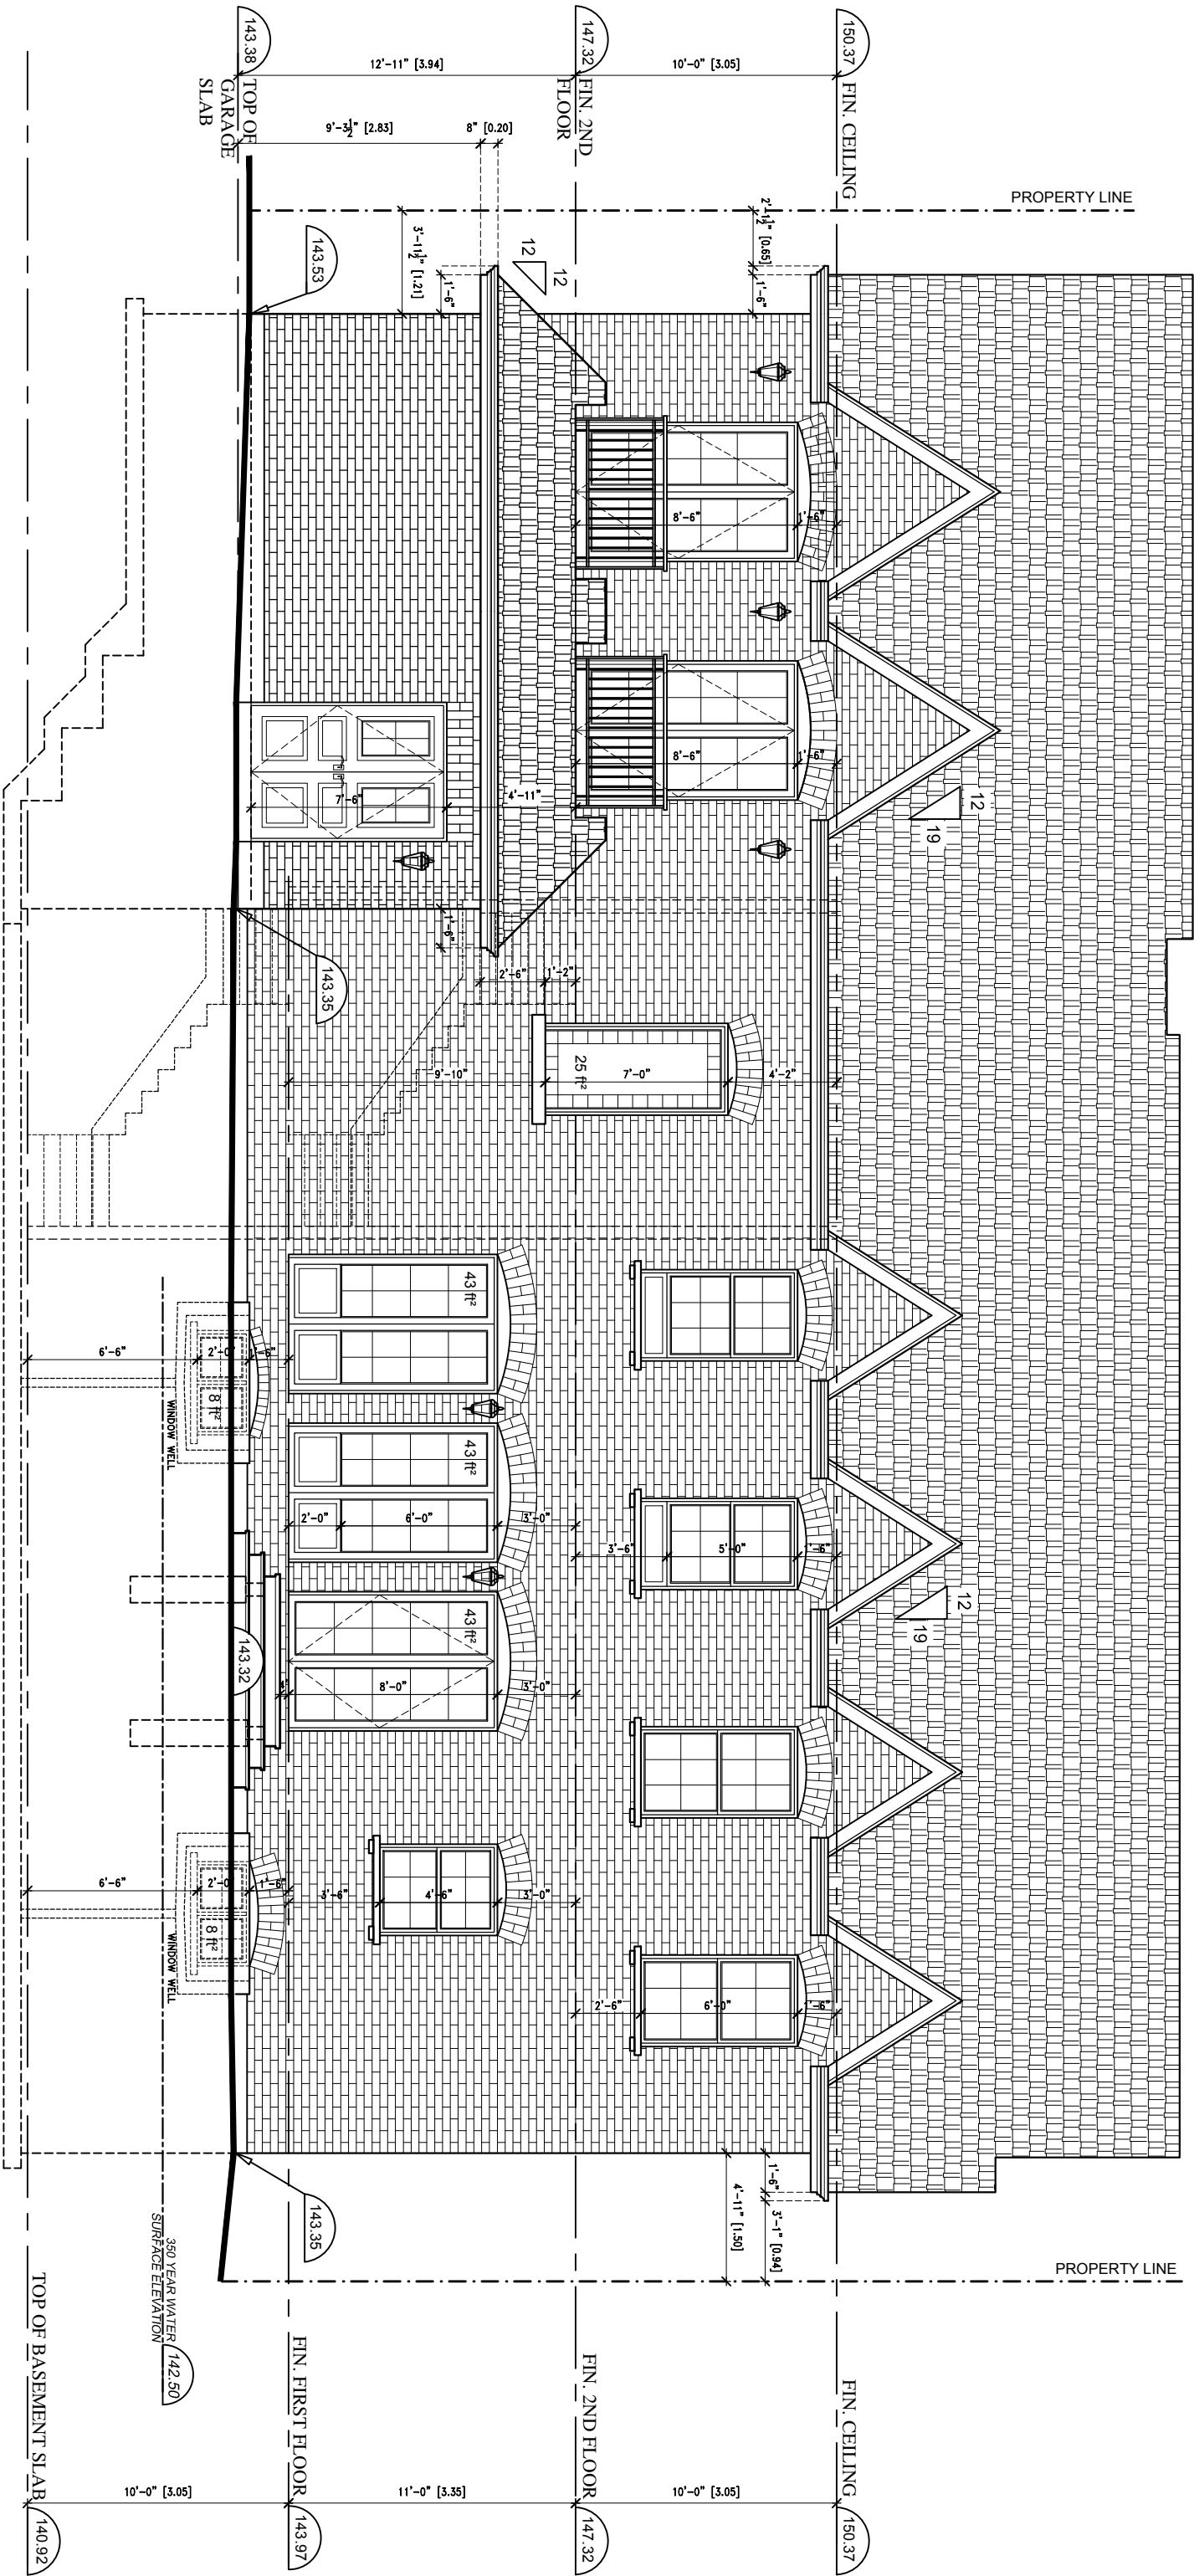 150.37
FIN. CEILING
10'-0" [3.05]
147.32
FIN. 2ND
FLOOR
12'-11" [3.94]
143.38
TOP OF
GARAGE
SLAB
8" [0.20]
9'-3½" [2.83]
PROPERTY LINE
2'-1½" [0.65]
1'-6"
3'-11½" [1.21]
1'-6"
143.53
12
12
8'-6"
1'-6"
8'-6"
1'-6"
12
19
7'-6"
4'-11"
1'-6"
2'-6"
1'-2"
143.35
9'-10"
25 ft²
7'-0"
4'-2"
43 ft²
43 ft²
43 ft²
6'-6"
2'-0"
1'-6"
8 ft²
WINDOW WELL
2'-0"
6'-0"
3'-0"
3'-6"
5'-0"
1'-6"
12
19
143.32
4"
8'-0"
3'-0"
6'-6"
2'-0"
1'-6"
8 ft²
WINDOW WELL
3'-6"
4'-6"
3'-0"
2'-6"
6'-0"
1'-6"
1'-6"
3'-1" [0.94]
4'-11" [1.50]
143.35
PROPERTY LINE
350 YEAR WATER
SURFACE ELEVATION
142.50
FIN. CEILING
150.37
10'-0" [3.05]
FIN. 2ND FLOOR
147.32
11'-0" [3.35]
FIN. FIRST FLOOR
143.97
10'-0" [3.05]
TOP OF BASEMENT SLAB
140.92